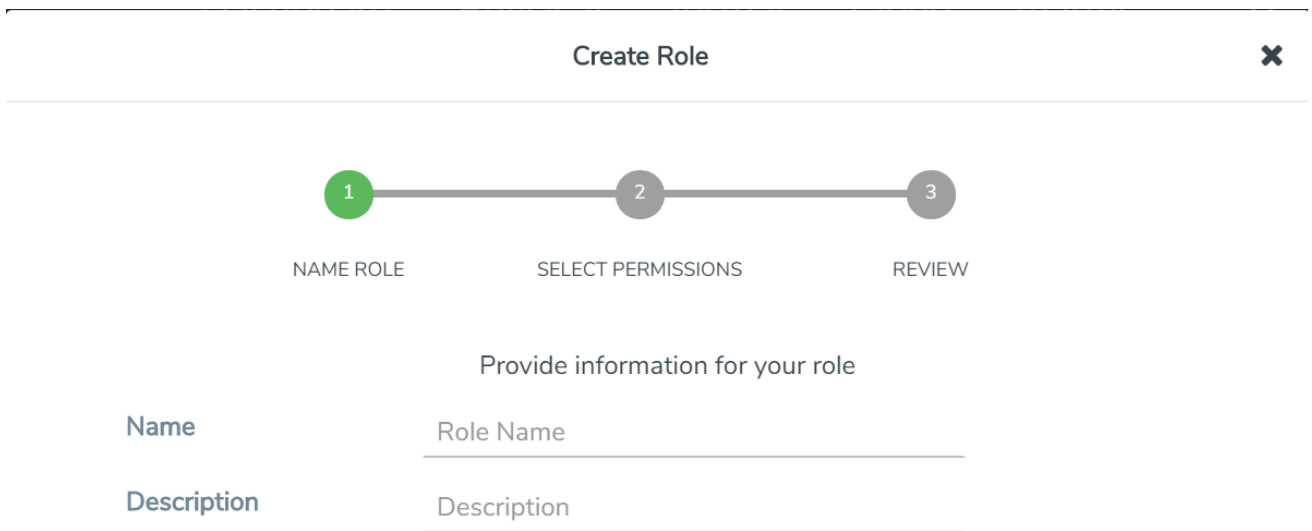 Create Role
1 2 3
NAME ROLE SELECT PERMISSIONS REVIEW
Provide information for your role
Name Role Name
Description Description